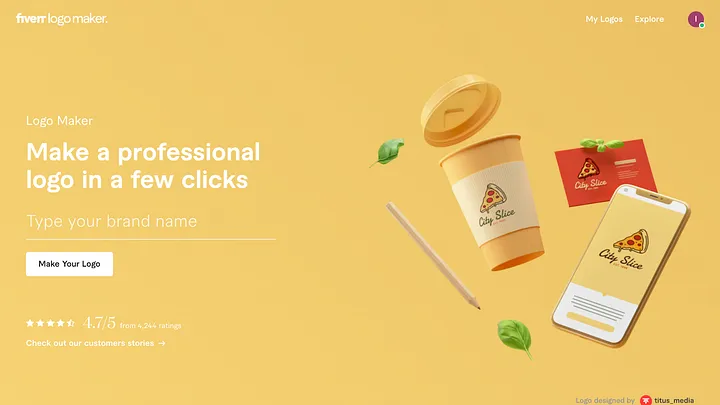 fiverr logo maker.
My Logos
Explore
I
Logo Maker
Make a professional
logo in a few clicks
Type your brand name
Make Your Logo
4.7/5 from 4,244 ratings
Check out our customers stories →
City Slice
City Slice
City Slice
Logo designed by titus_media